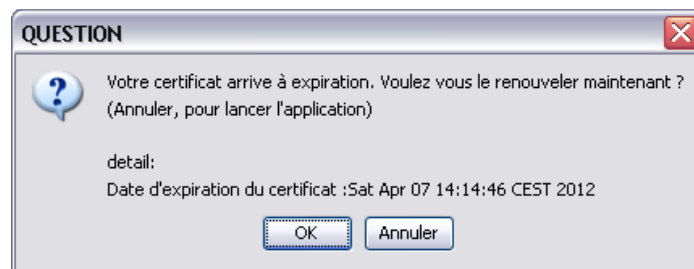 QUESTION
Votre certificat arrive à expiration. Voulez vous le renouveler maintenant ?
(Annuler, pour lancer l'application)
detail:
Date d'expiration du certificat :Sat Apr 07 14:14:46 CEST 2012
OK Annuler